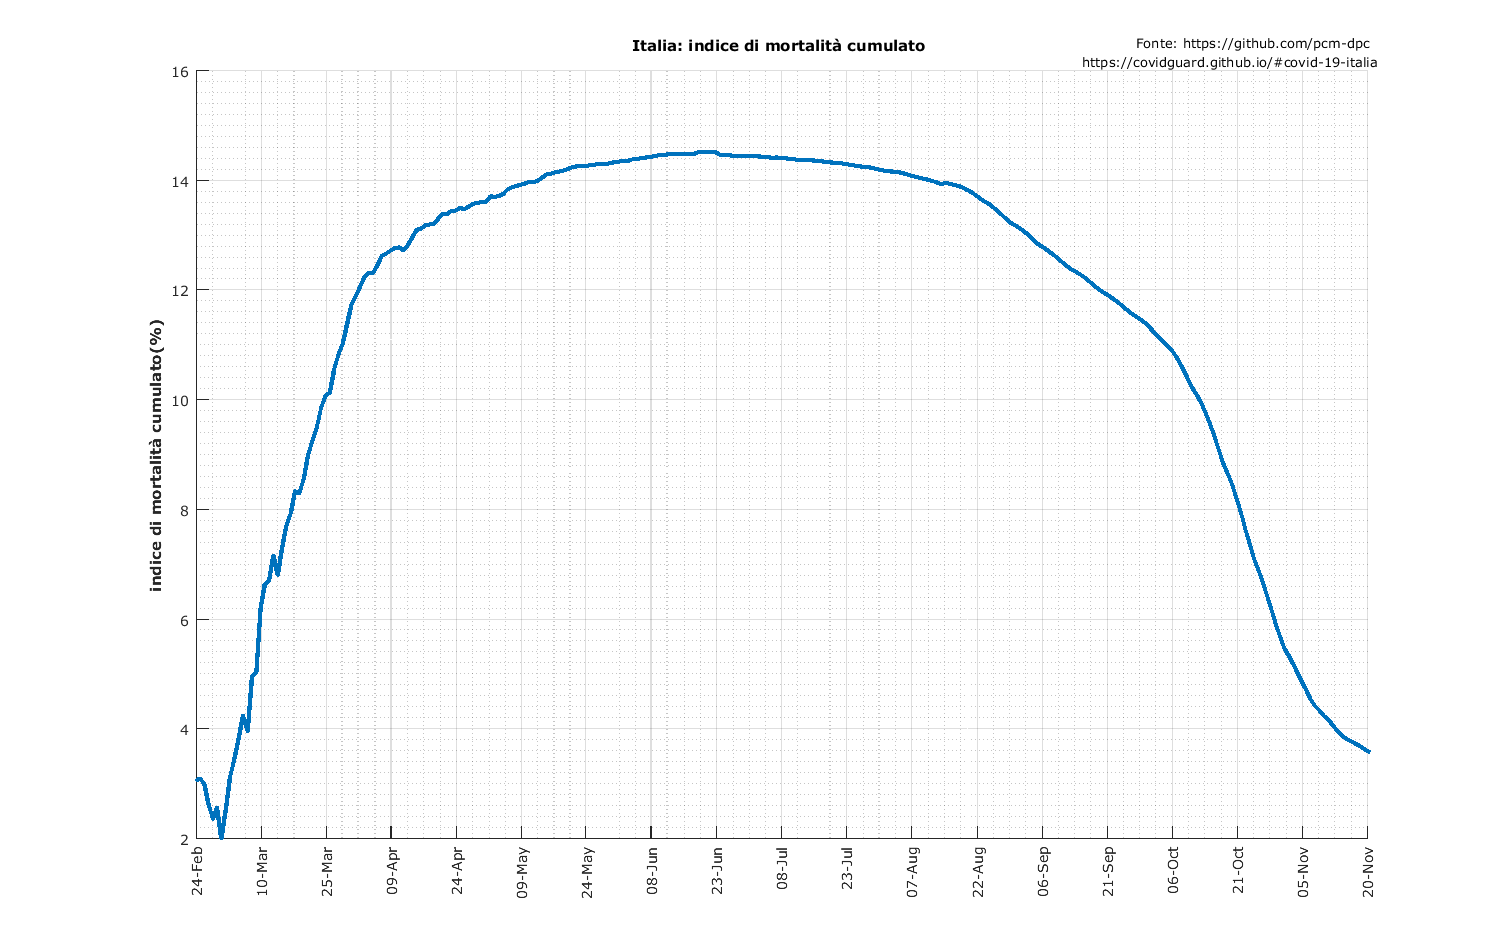 Italia: indice di mortalità cumulato
Fonte: https://github.com/pcm-dpc
https://covidguard.github.io/#covid-19-italia
indice di mortalità cumulato(%)
16
14
12
10
8
6
4
2
24-Feb
10-Mar
25-Mar
09-Apr
24-Apr
09-May
24-May
08-Jun
23-Jun
08-Jul
23-Jul
07-Aug
22-Aug
06-Sep
21-Sep
06-Oct
21-Oct
05-Nov
20-Nov